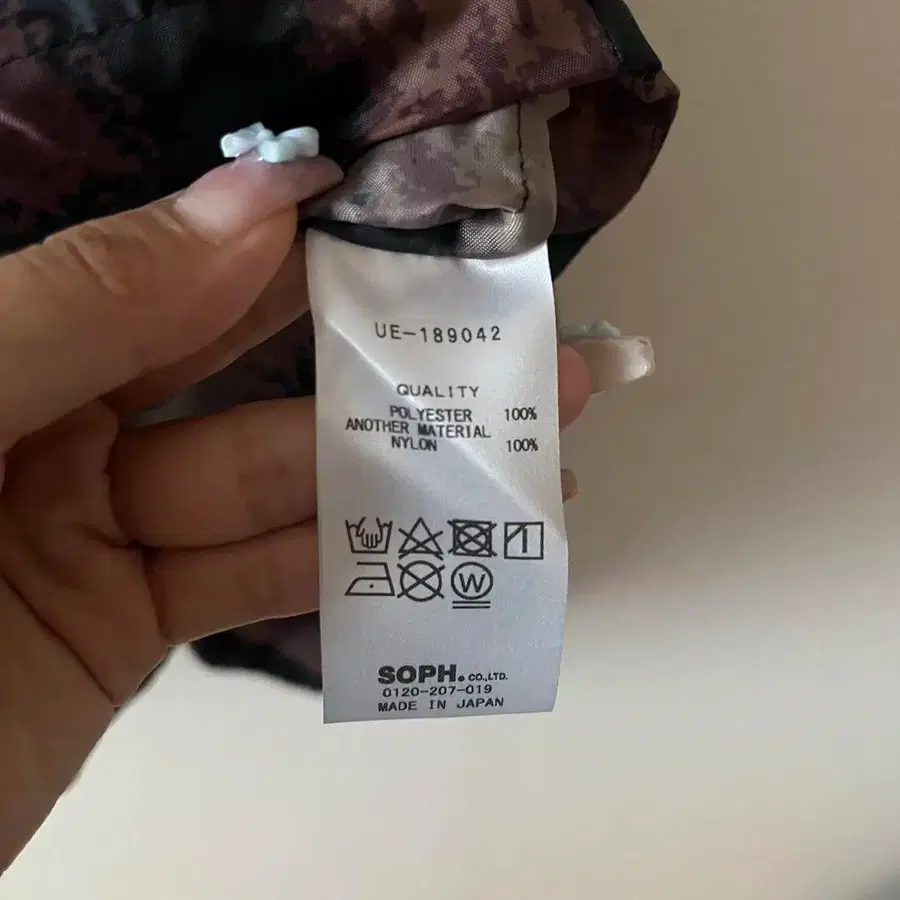 UE-189042
QUALITY
POLYESTER 100%
ANOTHER MATERIAL
NYLON 100%
W
SOPH. CO.,LTD.
0120-207-019
MADE IN JAPAN